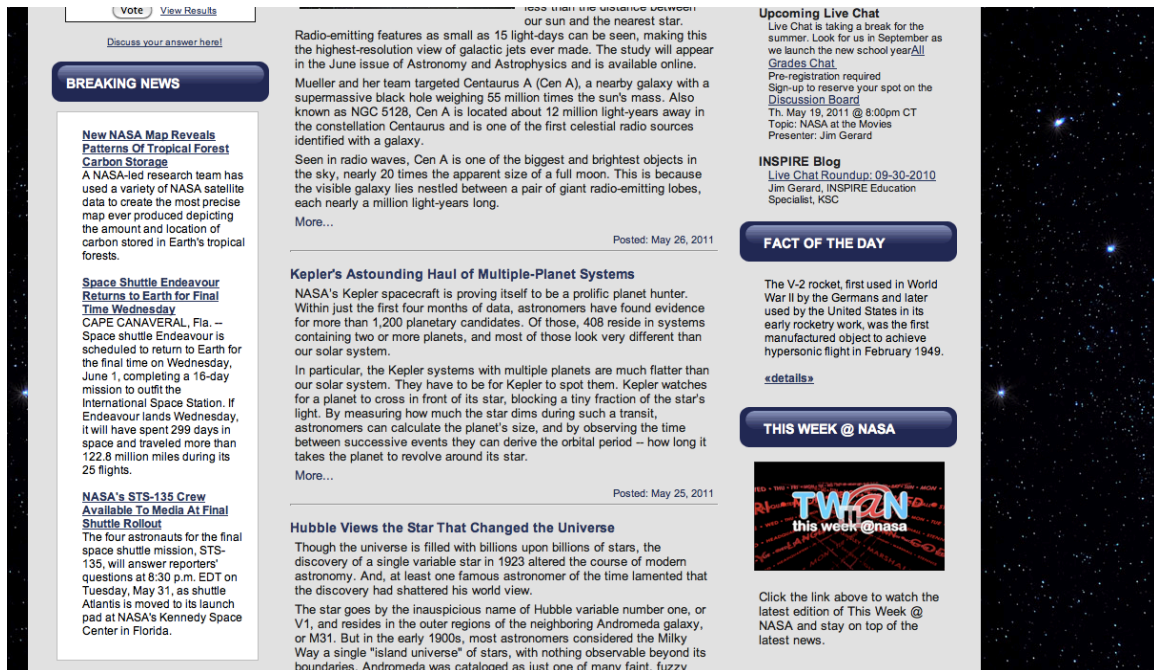 Vote View Results
Discuss your answer here!
BREAKING NEWS
New NASA Map Reveals
Patterns Of Tropical Forest
Carbon Storage
A NASA-led research team has
used a variety of NASA satellite
data to create the most precise
map ever produced depicting
the amount and location of
carbon stored in Earth's tropical
forests.
Space Shuttle Endeavour
Returns to Earth for Final
Time Wednesday
CAPE CANAVERAL, Fla. --
Space shuttle Endeavour is
scheduled to return to Earth for
the final time on Wednesday,
June 1, completing a 16-day
mission to outfit the
International Space Station. If
Endeavour lands Wednesday,
it will have spent 299 days in
space and traveled more than
122.8 million miles during its
25 flights.
NASA's STS-135 Crew
Available To Media At Final
Shuttle Rollout
The four astronauts for the final
space shuttle mission, STS-
135, will answer reporters'
questions at 8:30 p.m. EDT on
Tuesday, May 31, as shuttle
Atlantis is moved to its launch
pad at NASA's Kennedy Space
Center in Florida.
less than the distance between
our sun and the nearest star.
Radio-emitting features as small as 15 light-days can be seen, making this
the highest-resolution view of galactic jets ever made. The study will appear
in the June issue of Astronomy and Astrophysics and is available online.
Mueller and her team targeted Centaurus A (Cen A), a nearby galaxy with a
supermassive black hole weighing 55 million times the sun's mass. Also
known as NGC 5128, Cen A is located about 12 million light-years away in
the constellation Centaurus and is one of the first celestial radio sources
identified with a galaxy.
Seen in radio waves, Cen A is one of the biggest and brightest objects in
the sky, nearly 20 times the apparent size of a full moon. This is because
the visible galaxy lies nestled between a pair of giant radio-emitting lobes,
each nearly a million light-years long.
More...
Posted: May 26, 2011
Kepler's Astounding Haul of Multiple-Planet Systems
NASA's Kepler spacecraft is proving itself to be a prolific planet hunter.
Within just the first four months of data, astronomers have found evidence
for more than 1,200 planetary candidates. Of those, 408 reside in systems
containing two or more planets, and most of those look very different than
our solar system.
In particular, the Kepler systems with multiple planets are much flatter than
our solar system. They have to be for Kepler to spot them. Kepler watches
for a planet to cross in front of its star, blocking a tiny fraction of the star's
light. By measuring how much the star dims during such a transit,
astronomers can calculate the planet's size, and by observing the time
between successive events they can derive the orbital period -- how long it
takes the planet to revolve around its star.
More...
Posted: May 25, 2011
Hubble Views the Star That Changed the Universe
Though the universe is filled with billions upon billions of stars, the
discovery of a single variable star in 1923 altered the course of modern
astronomy. And, at least one famous astronomer of the time lamented that
the discovery had shattered his world view.
The star goes by the inauspicious name of Hubble variable number one, or
V1, and resides in the outer regions of the neighboring Andromeda galaxy,
or M31. But in the early 1900s, most astronomers considered the Milky
Way a single "island universe" of stars, with nothing observable beyond its
boundaries. Andromeda was cataloged as just one of many faint, fuzzy
Upcoming Live Chat
Live Chat is taking a break for the
summer. Look for us in September as
we launch the new school yearAll
Grades Chat
Pre-registration required
Sign-up to reserve your spot on the
Discussion Board
Th. May 19, 2011 @ 8:00pm CT
Topic: NASA at the Movies
Presenter: Jim Gerard
INSPIRE Blog
Live Chat Roundup: 09-30-2010
Jim Gerard, INSPIRE Education
Specialist, KSC
FACT OF THE DAY
The V-2 rocket, first used in World
War II by the Germans and later
used by the United States in its
early rocketry work, was the first
manufactured object to achieve
hypersonic flight in February 1949.
«details»
THIS WEEK @ NASA
TW@N
this week @nasa
Click the link above to watch the
latest edition of This Week @
NASA and stay on top of the
latest news.